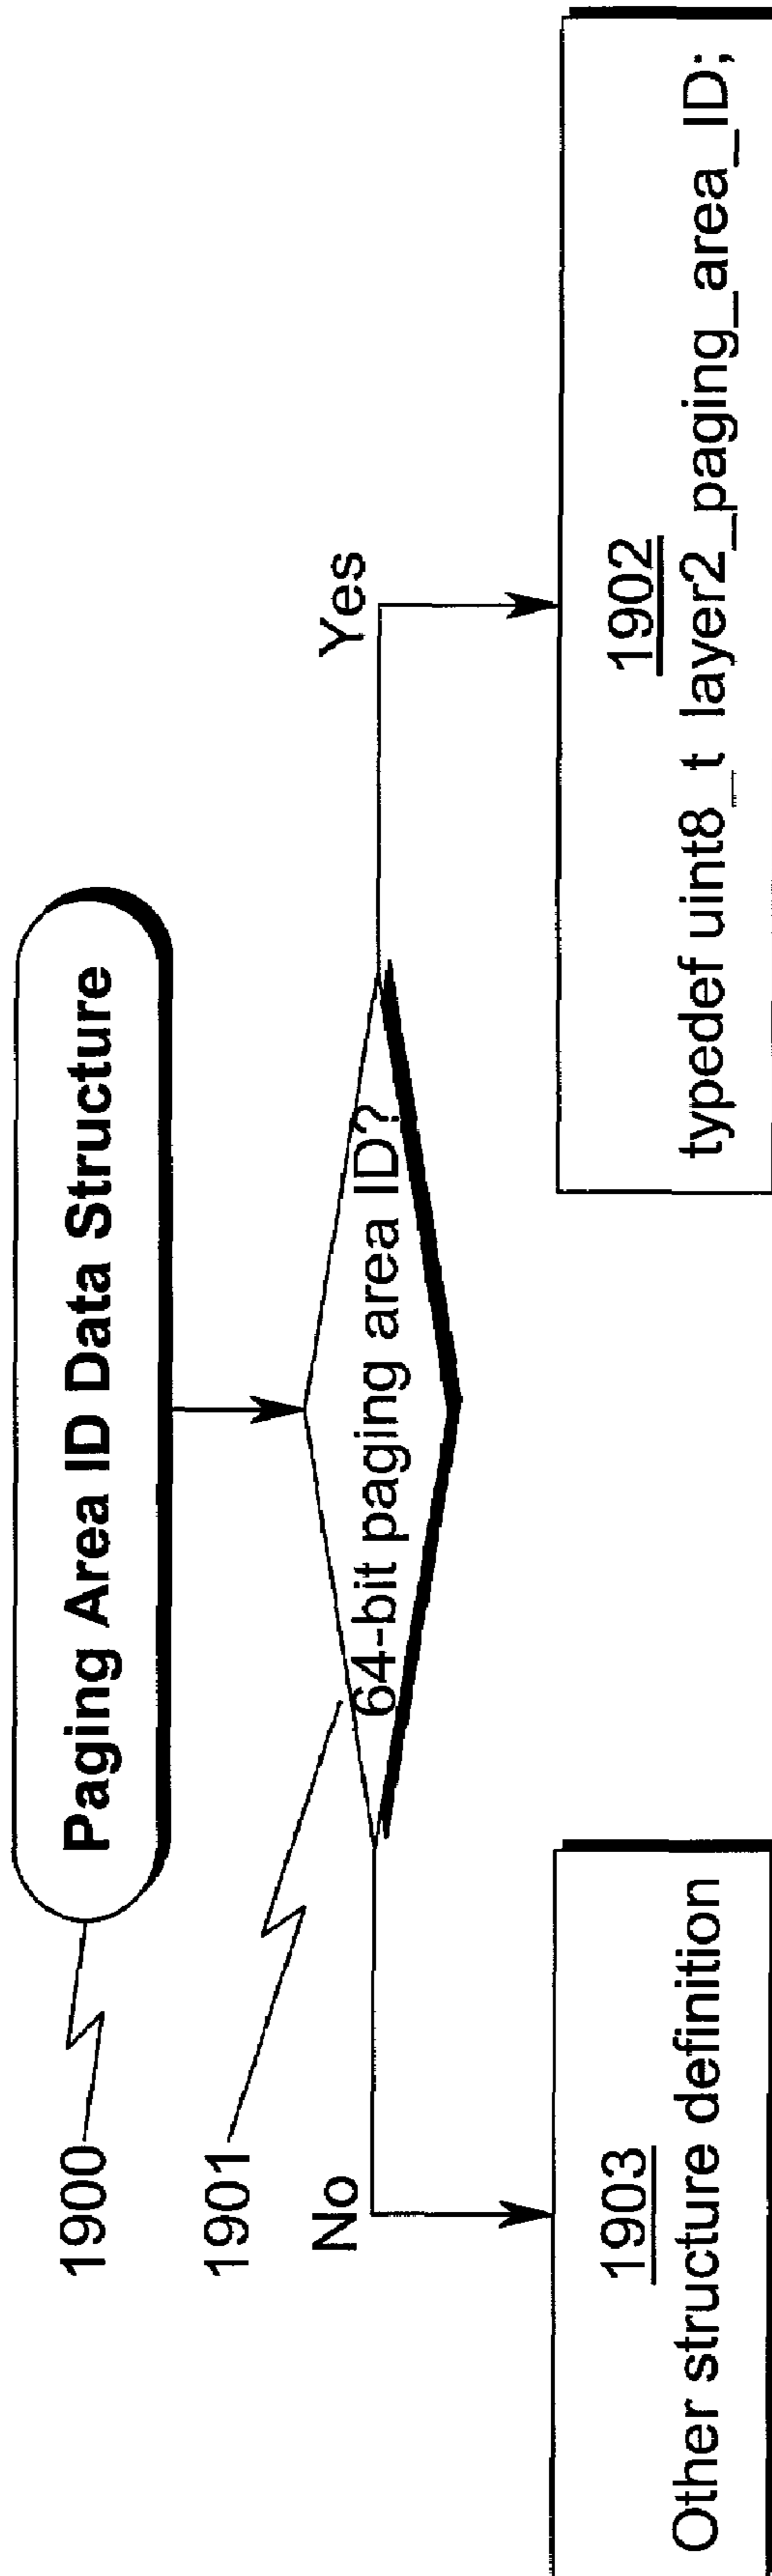 1900
Paging Area ID Data Structure
1901
64-bit paging area ID?
No
Yes
1903
Other structure definition
1902
typedef uint8_t layer2_paging_area_ID;